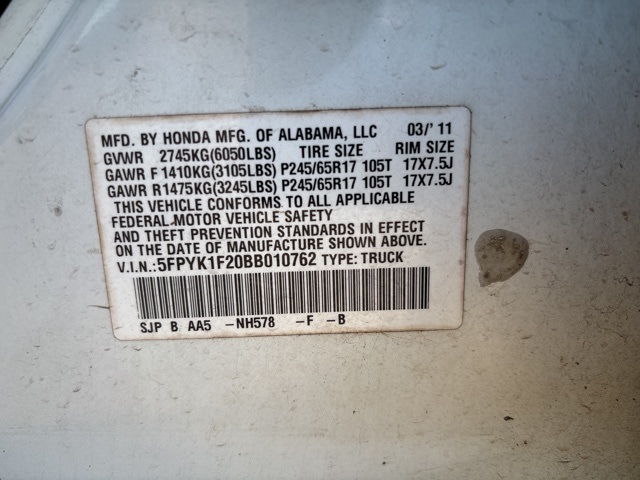 MFD. BY HONDA MFG. OF ALABAMA, LLC 03/'11
GVWR 2745KG(6050LBS) TIRE SIZE RIM SIZE
GAWR F 1410KG(3105LBS) P245/65R17 105T 17X7.5J
GAWR R1475KG(3245LBS) P245/65R17 105T 17X7.5J
THIS VEHICLE CONFORMS TO ALL APPLICABLE
FEDERAL MOTOR VEHICLE SAFETY
AND THEFT PREVENTION STANDARDS IN EFFECT
ON THE DATE OF MANUFACTURE SHOWN ABOVE.
V.I.N.:5FPYK1F20BB010762 TYPE: TRUCK
SJP B AA5 -NH578 -F -B